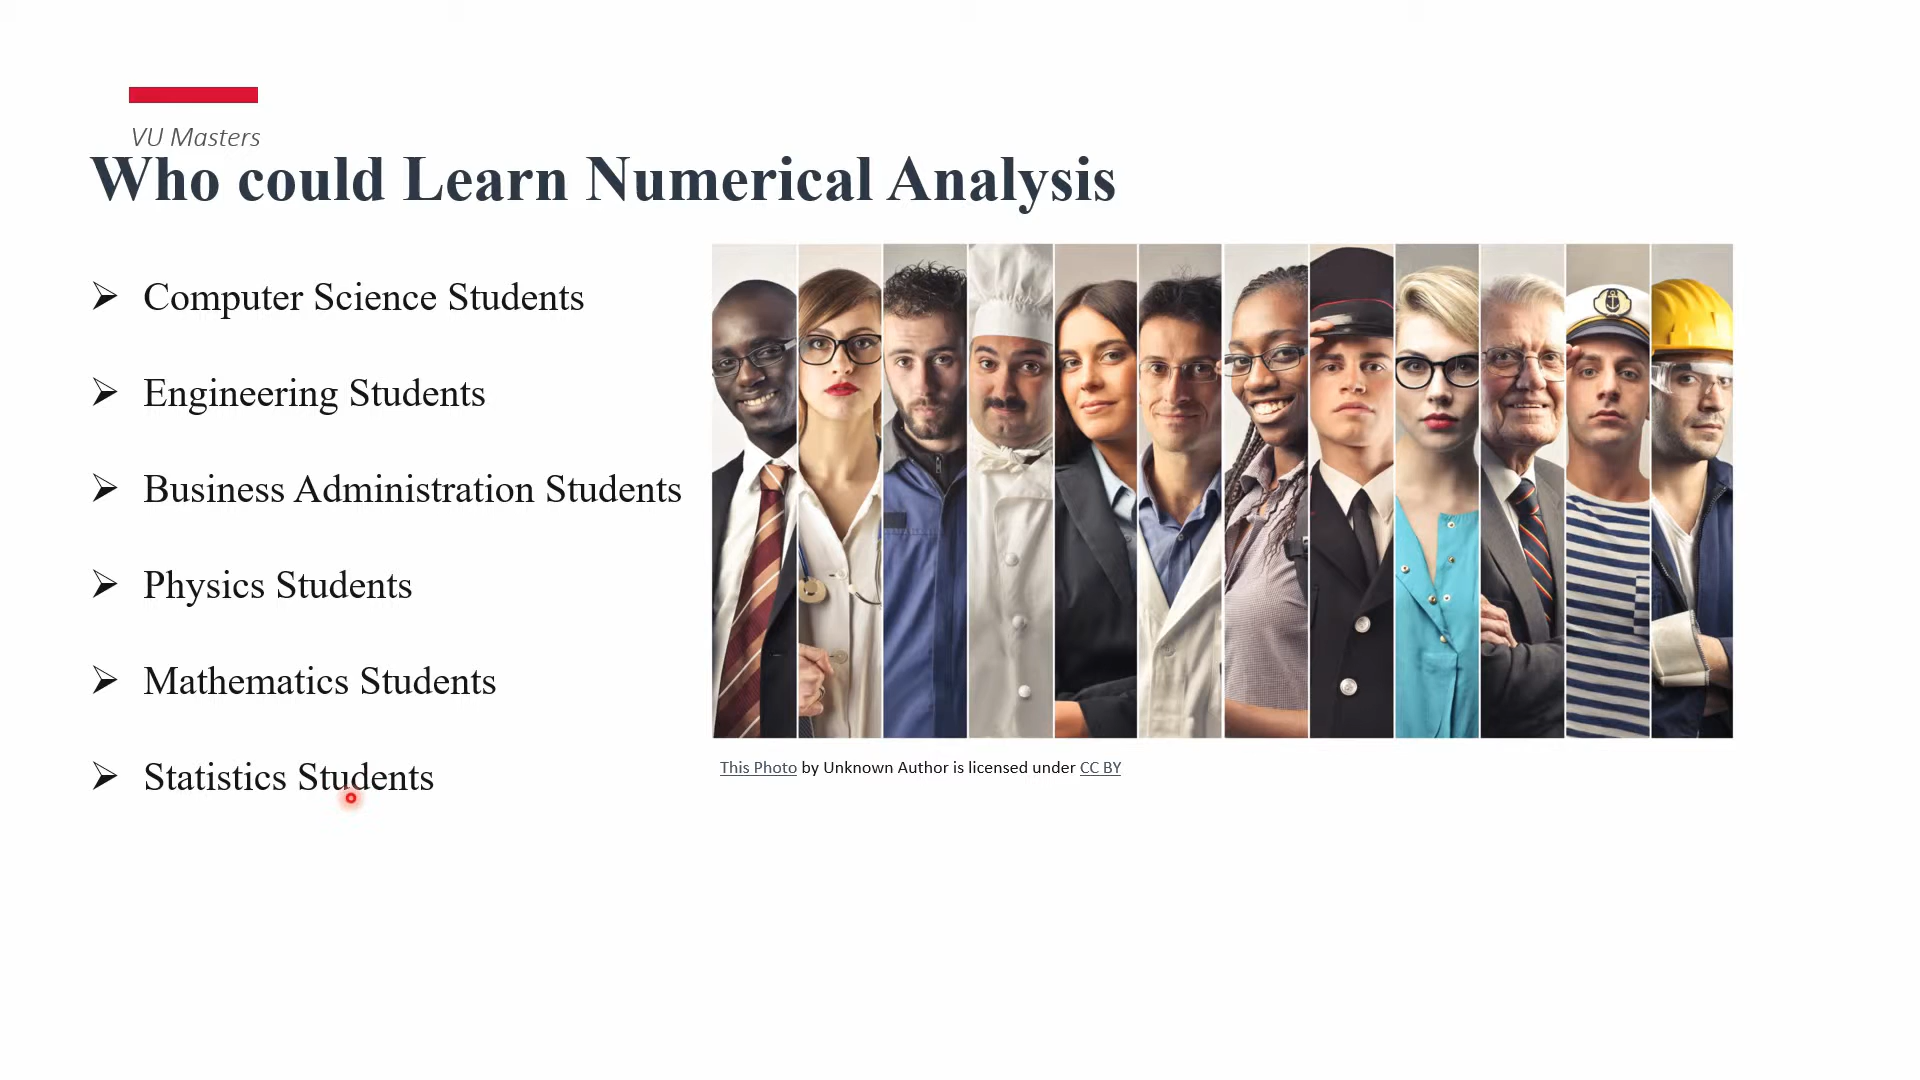 VU Masters
Who could Learn Numerical Analysis
Computer Science Students
Engineering Students
Business Administration Students
Physics Students
Mathematics Students
Statistics Students
This Photo by Unknown Author is licensed under CC BY